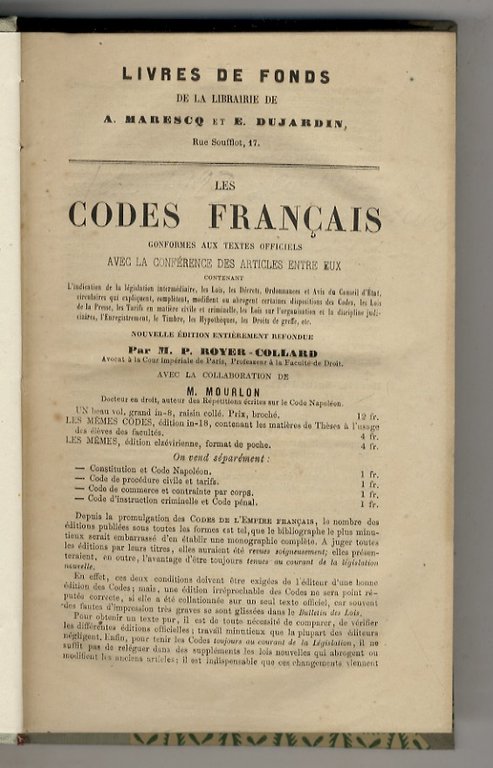 LIVRES DE FONDS
DE LA LIBRAIRIE DE
A. MARESCQ ET E. DUJARDIN,
Rue Soufflot, 17.
LES
CODES FRANÇAIS
CONFORMES AUX TEXTES OFFICIELS
AVEC LA CONFÉRENCE DES ARTICLES ENTRE EUX
CONTENANT
L'indication de la législation intermédiaire, les Lois, les Décrets, Ordonnances et Avis du Conseil d'État,
circulaires qui expliquent, complètent, modifient ou abrogent certaines dispositions des Codes, les Lois
de la Presse, les Tarifs en matière civile et criminelle, les Lois sur l'organisation et la discipline judi-
ciaires, l'Enregistrement, le Timbre, les Hypothèques, les Droits de greffe, etc.
NOUVELLE ÉDITION ENTIÈREMENT REFONDUE
Par M. P. ROYER-COLLARD
Avocat à la Cour impériale de Paris, Professeur à la Faculté de Droit.
AVEC LA COLLABORATION DE
M. MOURLON
Docteur en droit, auteur des Répétitions écrites sur le Code Napoléon.
UN beau vol. grand in-8, raisin collé. Prix, broché. 12 fr.
LES MÊMES CODES, édition in-18, contenant les matières de Thèses à l'usage
des élèves des facultés. 4 fr.
LES MÊMES, édition elzévirienne, format de poche. 4 fr.
On vend séparément :
— Constitution et Code Napoléon. 1 fr.
— Code de procédure civile et tarifs. 1 fr.
— Code de commerce et contrainte par corps. 1 fr.
— Code d'instruction criminelle et Code pénal. 1 fr.
Depuis la promulgation des CODES DE L'EMPIRE FRANÇAIS, le nombre des
éditions publiées sous toutes les formes est tel, que le bibliographe le plus minu-
tieux serait embarrassé d'en établir une monographie complète. A juger toutes
les éditions par leurs titres, elles auraient été revues soigneusement; elles présen-
teraient, en outre, l'avantage d'être toujours tenues au courant de la législation
nouvelle.
En effet, ces deux conditions doivent être exigées de l'éditeur d'une bonne
édition des Codes; mais, une édition irréprochable des Codes ne sera point ré-
putée correcte, si elle a été collationnée sur un seul texte officiel, car souvent
des fautes d'impression très graves se sont glissées dans le Bulletin des Lois.
Pour obtenir un texte pur, il est de toute nécessité de comparer, de vérifier
les différentes éditions officielles; travail minutieux que la plupart des éditeurs
négligent. Enfin, pour tenir les Codes toujours au courant de la Législation, il ne
suffit pas de reléguer dans des suppléments les lois nouvelles qui abrogent ou
modifient les anciens articles; il est indispensable que ces changements viennent